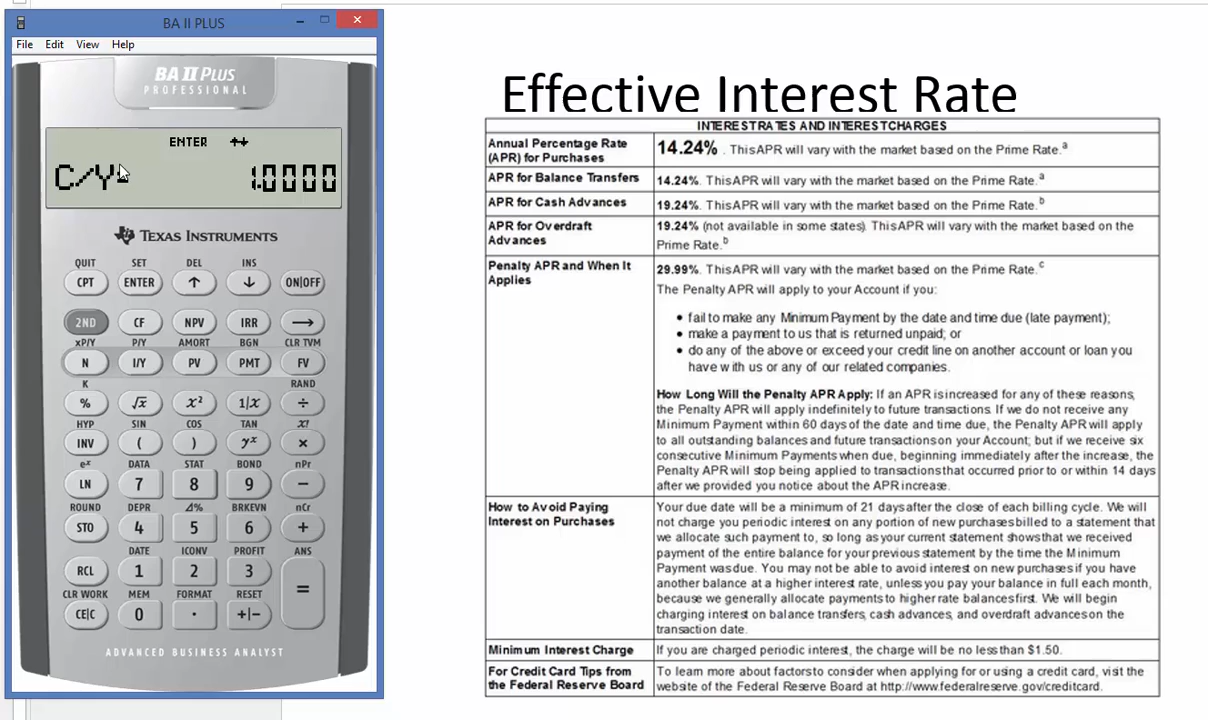 BA II PLUS
File Edit View Help
BA II PLUS
PROFESSIONAL
ENTER
C/Y= 1.0000
TEXAS INSTRUMENTS
QUIT SET DEL INS
CPT ENTER ↑ ↓ ON|OFF
2ND CF NPV IRR →
xP/Y P/Y AMORT BGN CLR TVM
N I/Y PV PMT FV
K RAND
% √x x² 1/x ÷
HYP SIN COS TAN x!
INV ( ) yˣ ×
eˣ DATA STAT BOND nPr
LN 7 8 9 −
ROUND DEPR Δ% BRKEVN nCr
STO 4 5 6 +
DATE ICONV PROFIT ANS
RCL 1 2 3 =
CLR WORK MEM FORMAT RESET
CE|C 0 . +|−
ADVANCED BUSINESS ANALYST
Effective Interest Rate
INTEREST RATES AND INTEREST CHARGES
Annual Percentage Rate
(APR) for Purchases
14.24% . This APR will vary with the market based on the Prime Rate.ᵃ
APR for Balance Transfers
14.24%. This APR will vary with the market based on the Prime Rate.ᵃ
APR for Cash Advances
19.24%. This APR will vary with the market based on the Prime Rate.ᵇ
APR for Overdraft
Advances
19.24% (not available in some states). This APR will vary with the market based on the
Prime Rate.ᵇ
Penalty APR and When It
Applies
29.99%. This APR will vary with the market based on the Prime Rate.ᶜ
The Penalty APR will apply to your Account if you:
• fail to make any Minimum Payment by the date and time due (late payment);
• make a payment to us that is returned unpaid; or
• do any of the above or exceed your credit line on another account or loan you
have with us or any of our related companies.
How Long Will the Penalty APR Apply: If an APR is increased for any of these reasons,
the Penalty APR will apply indefinitely to future transactions. If we do not receive any
Minimum Payment within 60 days of the date and time due, the Penalty APR will apply
to all outstanding balances and future transactions on your Account; but if we receive six
consecutive Minimum Payments when due, beginning immediately after the increase, the
Penalty APR will stop being applied to transactions that occurred prior to or within 14 days
after we provided you notice about the APR increase.
How to Avoid Paying
Interest on Purchases
Your due date will be a minimum of 21 days after the close of each billing cycle. We will
not charge you periodic interest on any portion of new purchases billed to a statement that
we allocate such payment to, so long as your current statement shows that we received
payment of the entire balance for your previous statement by the time the Minimum
Payment was due. You may not be able to avoid interest on new purchases if you have
another balance at a higher interest rate, unless you pay your balance in full each month,
because we generally allocate payments to higher rate balances first. We will begin
charging interest on balance transfers, cash advances, and overdraft advances on the
transaction date.
Minimum Interest Charge
If you are charged periodic interest, the charge will be no less than $1.50.
For Credit Card Tips from
the Federal Reserve Board
To learn more about factors to consider when applying for or using a credit card, visit the
website of the Federal Reserve Board at http://www.federalreserve.gov/creditcard.